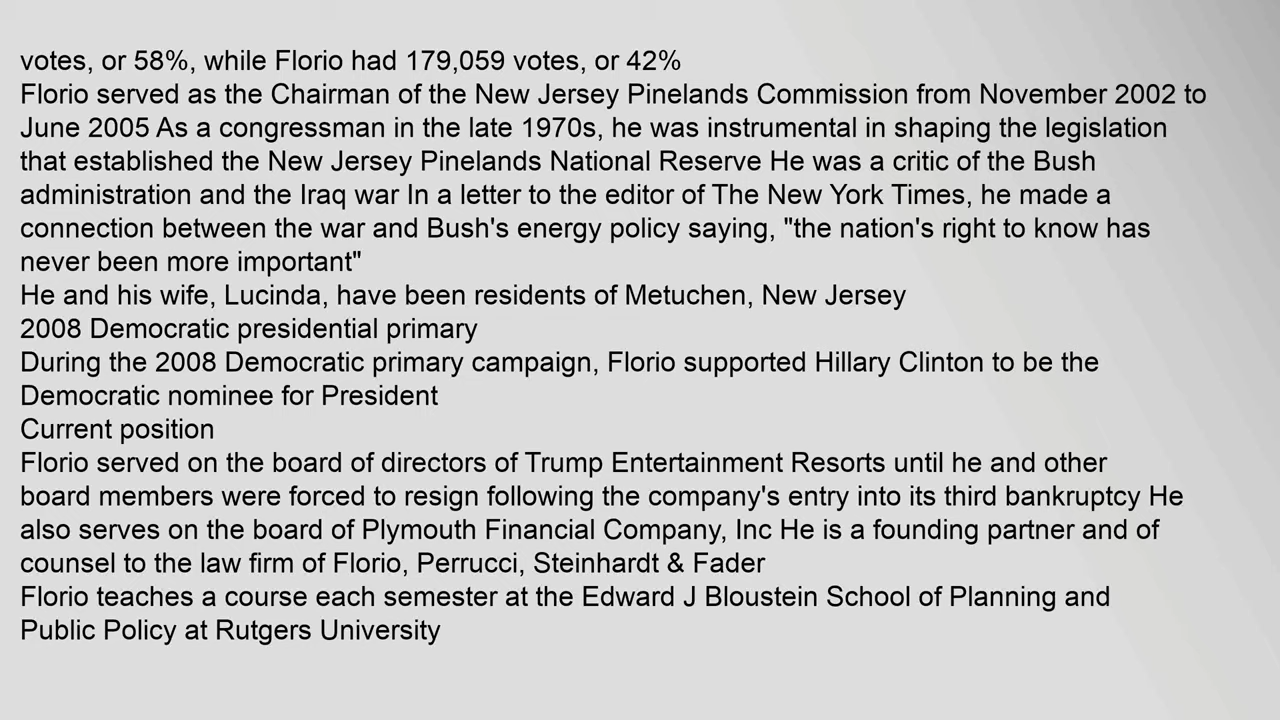 votes, or 58%, while Florio had 179,059 votes, or 42%
Florio served as the Chairman of the New Jersey Pinelands Commission from November 2002 to
June 2005 As a congressman in the late 1970s, he was instrumental in shaping the legislation
that established the New Jersey Pinelands National Reserve He was a critic of the Bush
administration and the Iraq war In a letter to the editor of The New York Times, he made a
connection between the war and Bush's energy policy saying, "the nation's right to know has
never been more important"
He and his wife, Lucinda, have been residents of Metuchen, New Jersey
2008 Democratic presidential primary
During the 2008 Democratic primary campaign, Florio supported Hillary Clinton to be the
Democratic nominee for President
Current position
Florio served on the board of directors of Trump Entertainment Resorts until he and other
board members were forced to resign following the company's entry into its third bankruptcy He
also serves on the board of Plymouth Financial Company, Inc He is a founding partner and of
counsel to the law firm of Florio, Perrucci, Steinhardt & Fader
Florio teaches a course each semester at the Edward J Bloustein School of Planning and
Public Policy at Rutgers University